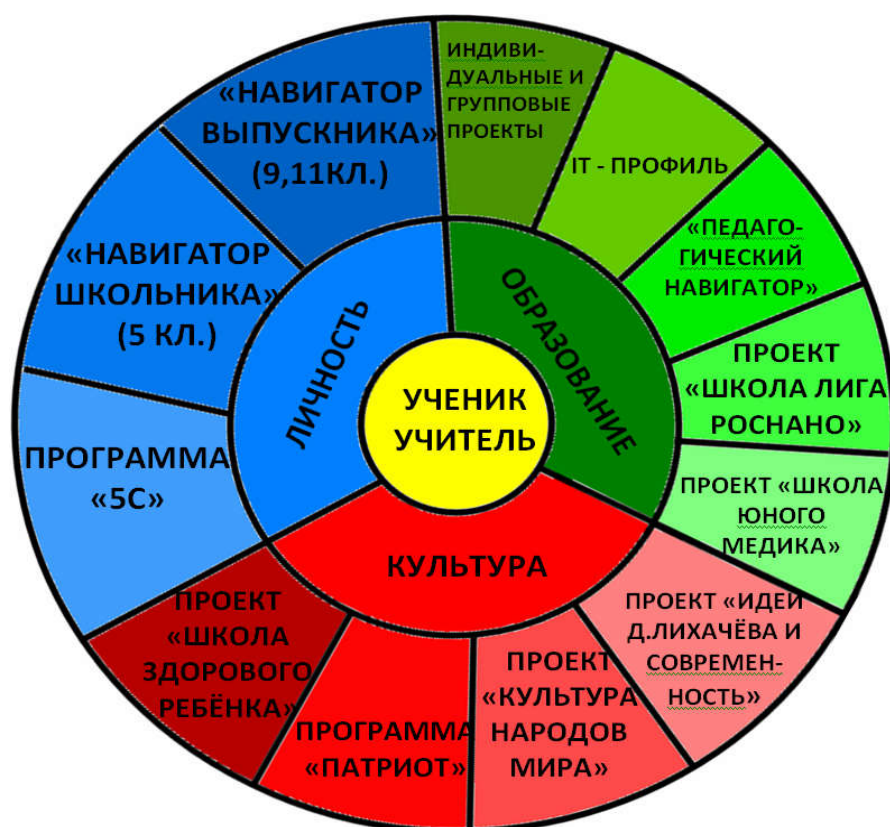 «НАВИГАТОР
ВЫПУСКНИКА»
(9,11КЛ.)
ИНДИВИ-
ДУАЛЬНЫЕ И
ГРУППОВЫЕ
ПРОЕКТЫ
IT - ПРОФИЛЬ
«ПЕДАГО-
ГИЧЕСКИЙ
НАВИГАТОР»
ПРОЕКТ
«ШКОЛА ЛИГА
РОСНАНО»
ПРОЕКТ «ШКОЛА
ЮНОГО
МЕДИКА»
ПРОЕКТ «ИДЕИ
Д.ЛИХАЧЁВА И
СОВРЕМЕН-
НОСТЬ»
ПРОЕКТ
«КУЛЬТУРА
НАРОДОВ
МИРА»
ПРОГРАММА
«ПАТРИОТ»
ПРОЕКТ
«ШКОЛА
ЗДОРОВОГО
РЕБЁНКА»
ПРОГРАММА
«5С»
«НАВИГАТОР
ШКОЛЬНИКА»
(5 КЛ.)
ЛИЧНОСТЬ
ОБРАЗОВАНИЕ
КУЛЬТУРА
УЧЕНИК
УЧИТЕЛЬ